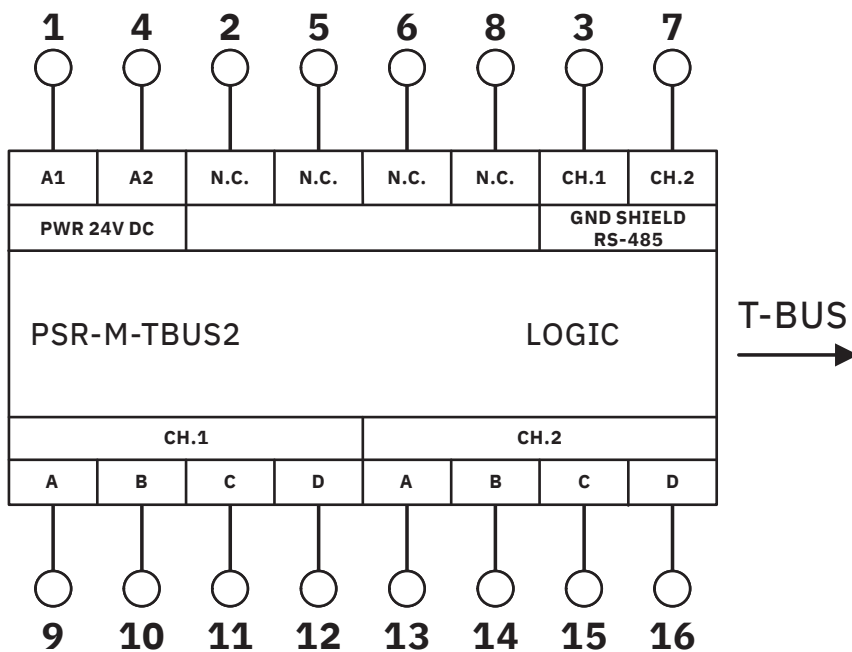 1 4 2 5 6 8 3 7
A1 A2 N.C. N.C. N.C. N.C. CH.1 CH.2
PWR 24V DC
GND SHIELD
RS-485
PSR-M-TBUS2
LOGIC
T-BUS
CH.1 CH.2
A B C D A B C D
9 10 11 12 13 14 15 16